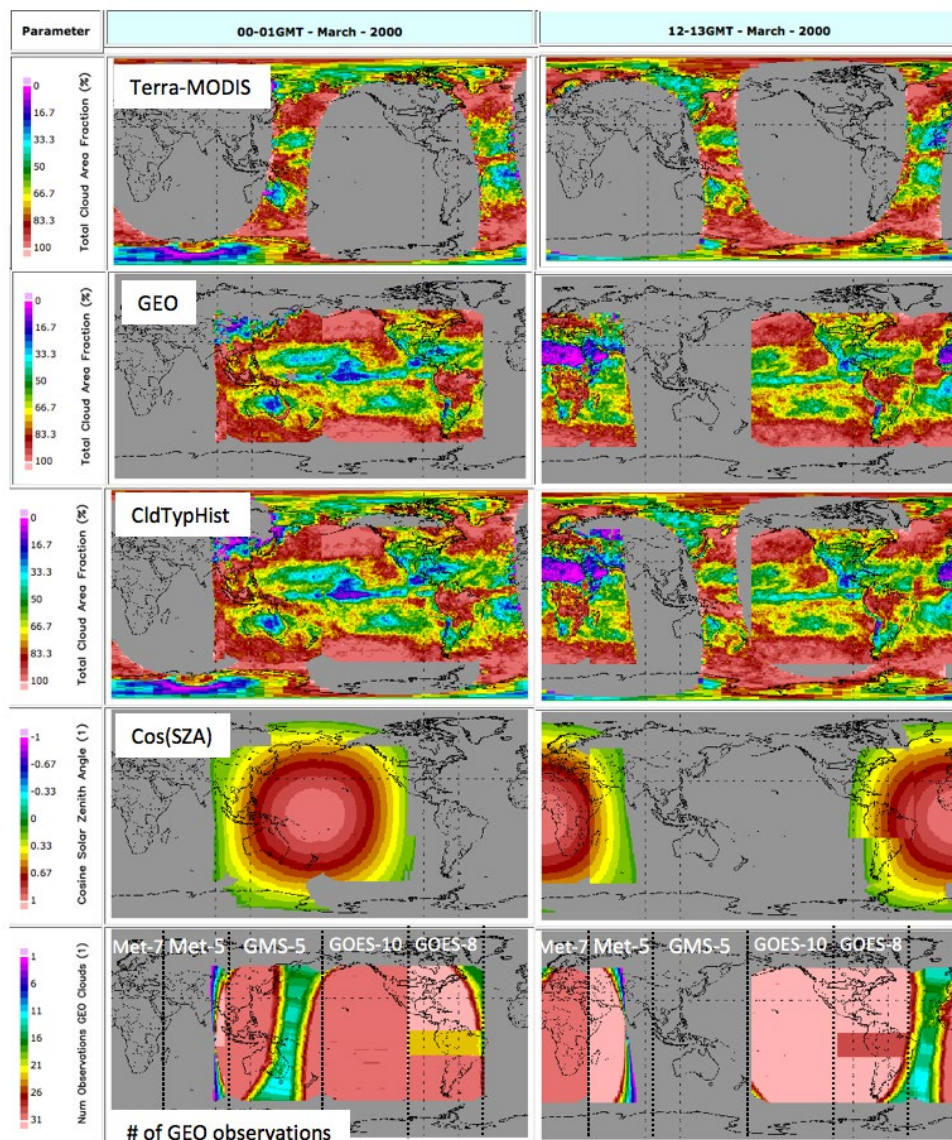 Parameter
00-01GMT - March - 2000
12-13GMT - March - 2000
Total Cloud Area Fraction (%)
0
16.7
33.3
50
66.7
83.3
100
Terra-MODIS
Total Cloud Area Fraction (%)
0
16.7
33.3
50
66.7
83.3
100
GEO
Total Cloud Area Fraction (%)
0
16.7
33.3
50
66.7
83.3
100
CldTypHist
Cosine Solar Zenith Angle (1)
-1
-0.67
-0.33
0
0.33
0.67
1
Cos(SZA)
Num Observations GEO Clouds (1)
1
6
11
16
21
26
31
Met-7 Met-5 GMS-5 GOES-10 GOES-8
Met-7 Met-5 GMS-5 GOES-10 GOES-8
# of GEO observations